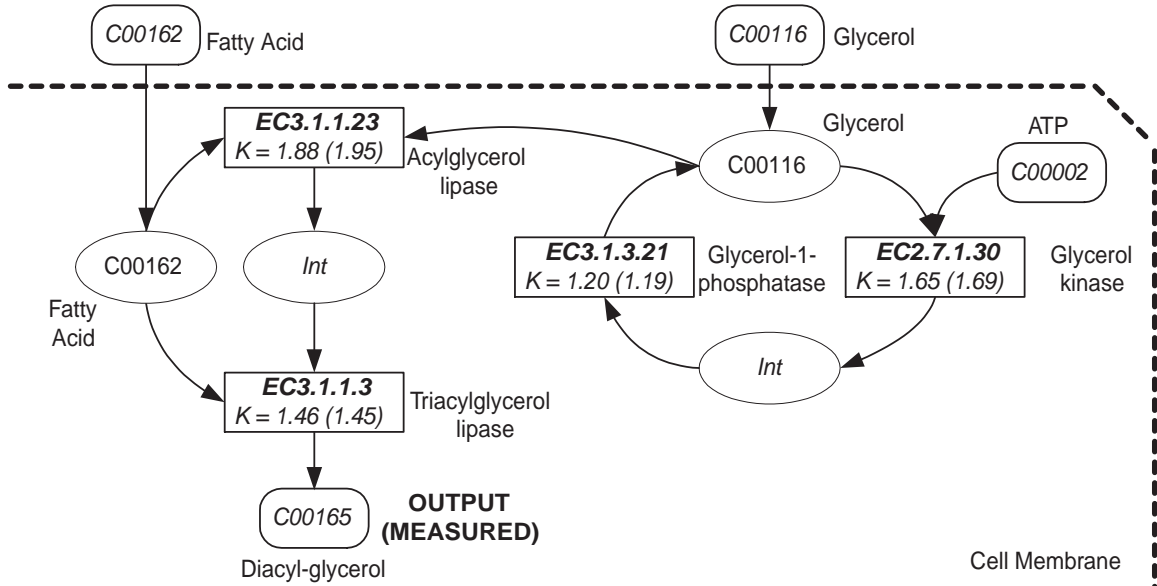 C00162
Fatty Acid
C00116
Glycerol
EC3.1.1.23
K = 1.88 (1.95)
Acylglycerol
lipase
Glycerol
C00116
ATP
C00002
C00162
Fatty
Acid
Int
EC3.1.3.21
K = 1.20 (1.19)
Glycerol-1-
phosphatase
EC2.7.1.30
K = 1.65 (1.69)
Glycerol
kinase
Int
EC3.1.1.3
K = 1.46 (1.45)
Triacylglycerol
lipase
C00165
OUTPUT
(MEASURED)
Diacyl-glycerol
Cell Membrane